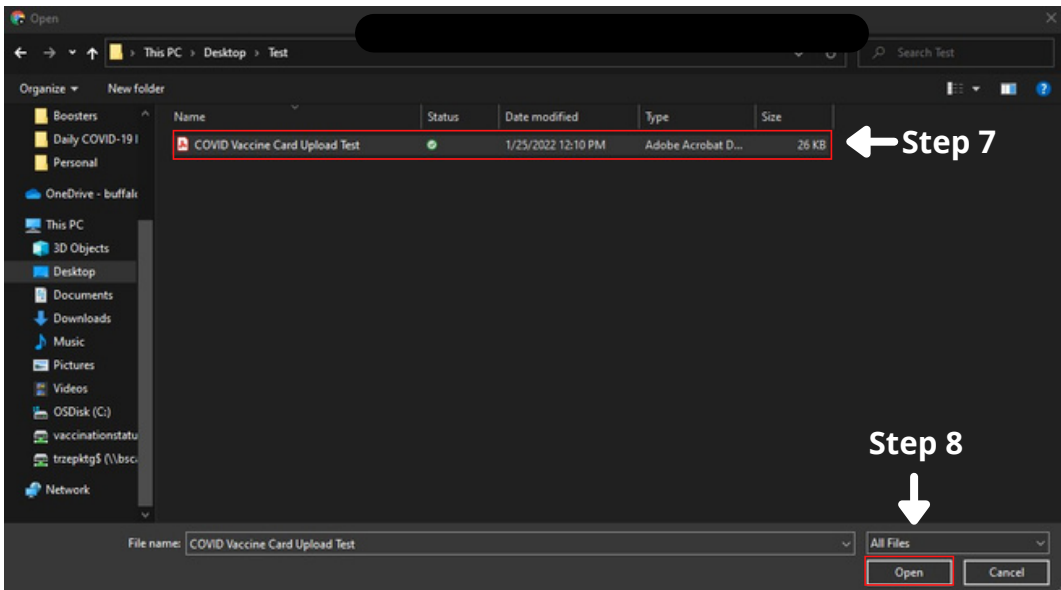 Open
This PC > Desktop > Test
Search Test
Organize
New folder
Name Status Date modified Type Size
COVID Vaccine Card Upload Test 1/25/2022 12:10 PM Adobe Acrobat D... 26 KB
Step 7
Boosters
Daily COVID-19 I
Personal
OneDrive - buffalo
This PC
3D Objects
Desktop
Documents
Downloads
Music
Pictures
Videos
OSDisk (C:)
vaccinationstatu
trzepktg$ (\\bsc.
Network
Step 8
File name: COVID Vaccine Card Upload Test
All Files
Open
Cancel